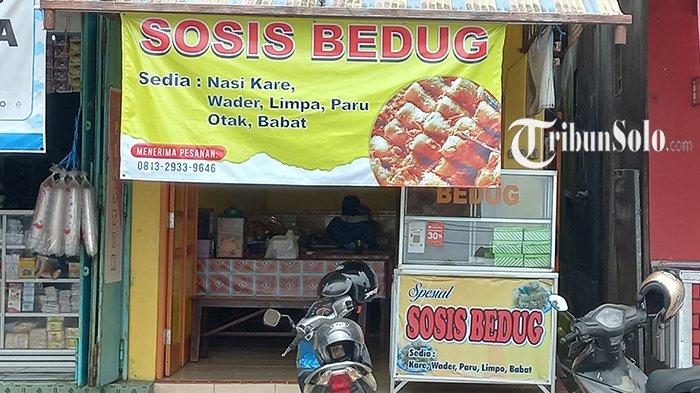 A
SOSIS BEDUG
Sedia : Nasi Kare,
Wader, Limpa, Paru
Otak, Babat
MENERIMA PESANAN:
0813-2933-9646
TribunSolo.com
BEDUG
30%
Spesial
SOSIS BEDUG
Sedia :
Kare, Wader, Paru, Limpo, Babat